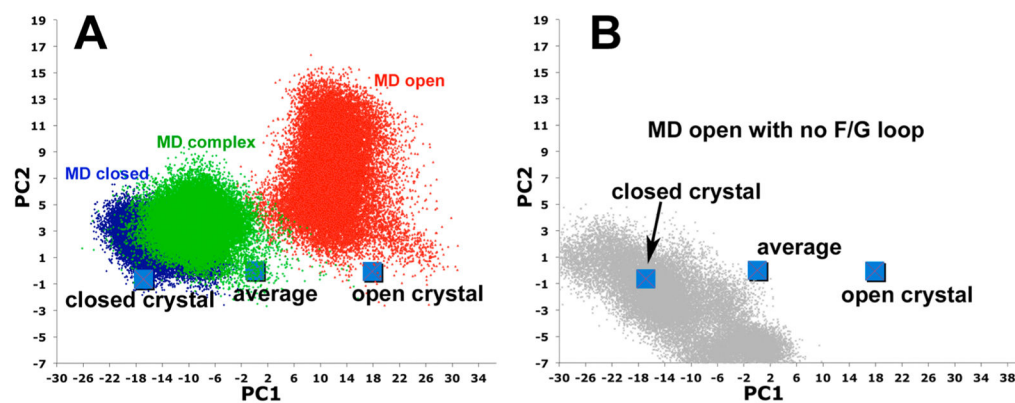 A
19
17
15
13
11
9
7
5
3
1
-1
-3
-5
-7
PC2
MD open
MD complex
MD closed
closed crystal
average
open crystal
-30 -26 -22 -18 -14 -10 -6 -2 2 6 10 14 18 22 26 30 34
PC1
B
19
17
15
13
11
9
7
5
3
1
-1
-3
-5
-7
PC2
MD open with no F/G loop
closed crystal
average
open crystal
-30 -26 -22 -18 -14 -10 -6 -2 2 6 10 14 18 22 26 30 34 38
PC1